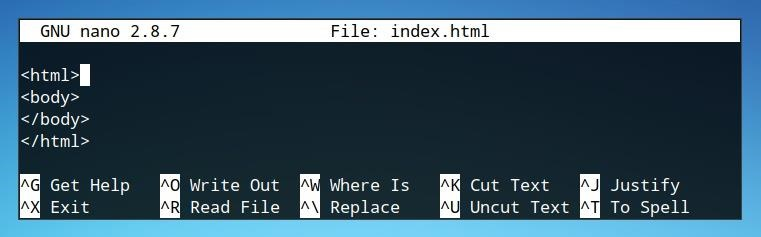 GNU nano 2.8.7 File: index.html
<html>
<body>
</body>
</html>
^G Get Help ^O Write Out ^W Where Is ^K Cut Text ^J Justify
^X Exit ^R Read File ^\ Replace ^U Uncut Text ^T To Spell